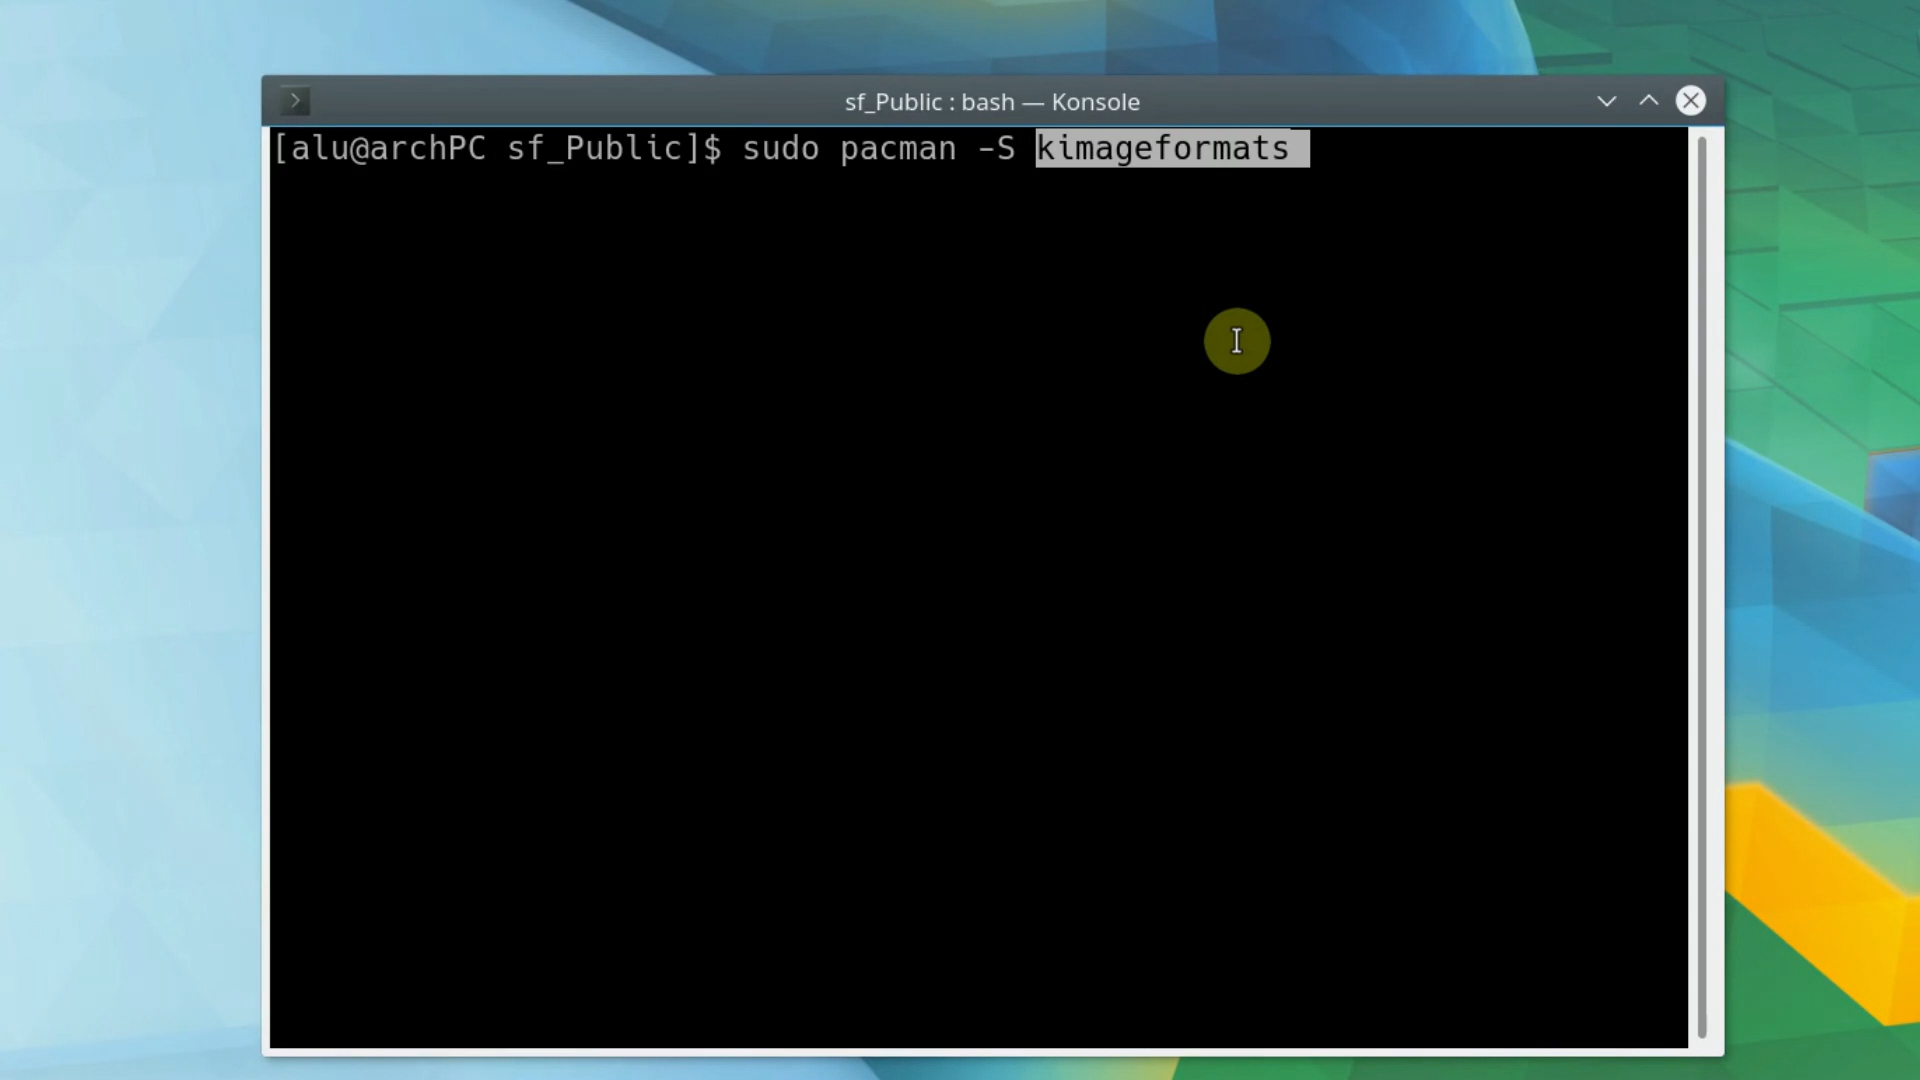 sf_Public : bash — Konsole
[alu@archPC sf_Public]$ sudo pacman -S kimageformats